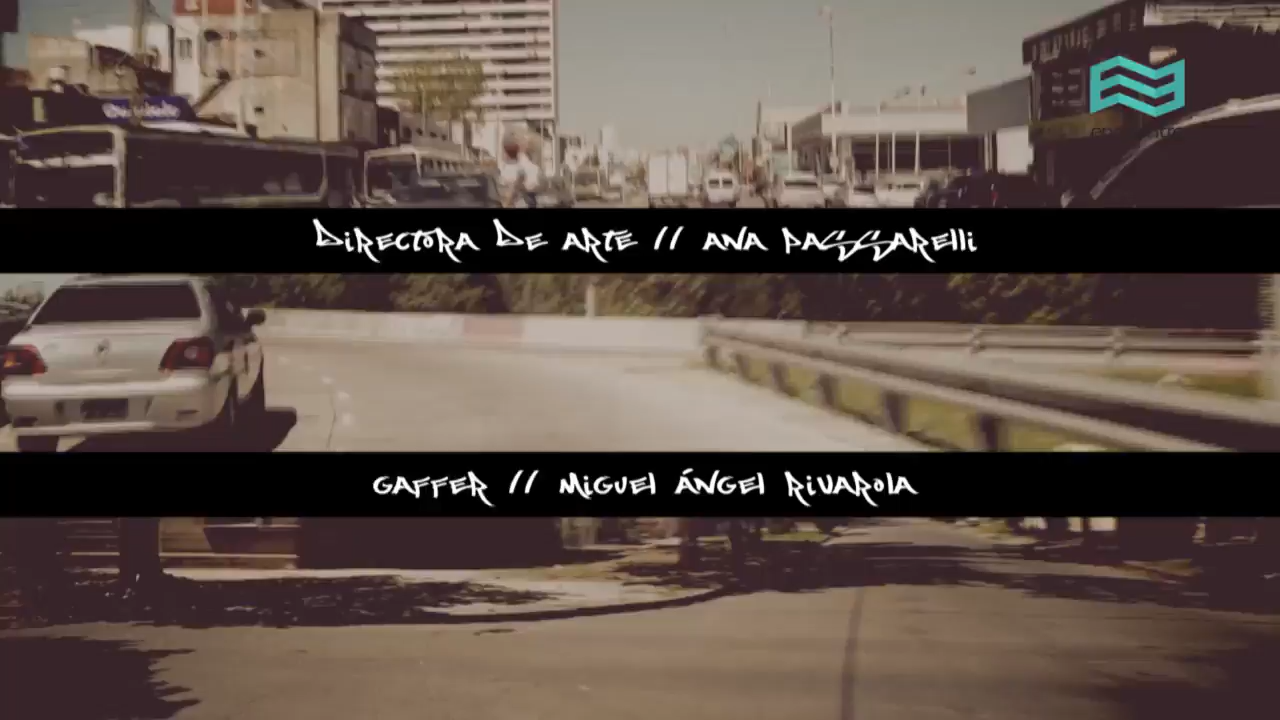 DIRECTORA DE ARTE // ANA PASSARELLI
GAFFER // MIGUEL ÁNGEL RIVAROLA